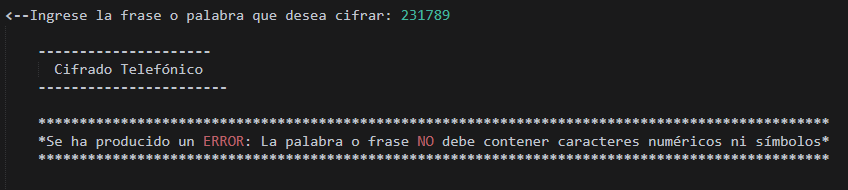 <--Ingrese la frase o palabra que desea cifrar: 231789
---------------------
| Cifrado Telefónico
-----------------------
************************************************************************************************
*Se ha producido un ERROR: La palabra o frase NO debe contener caracteres numéricos ni símbolos*
************************************************************************************************